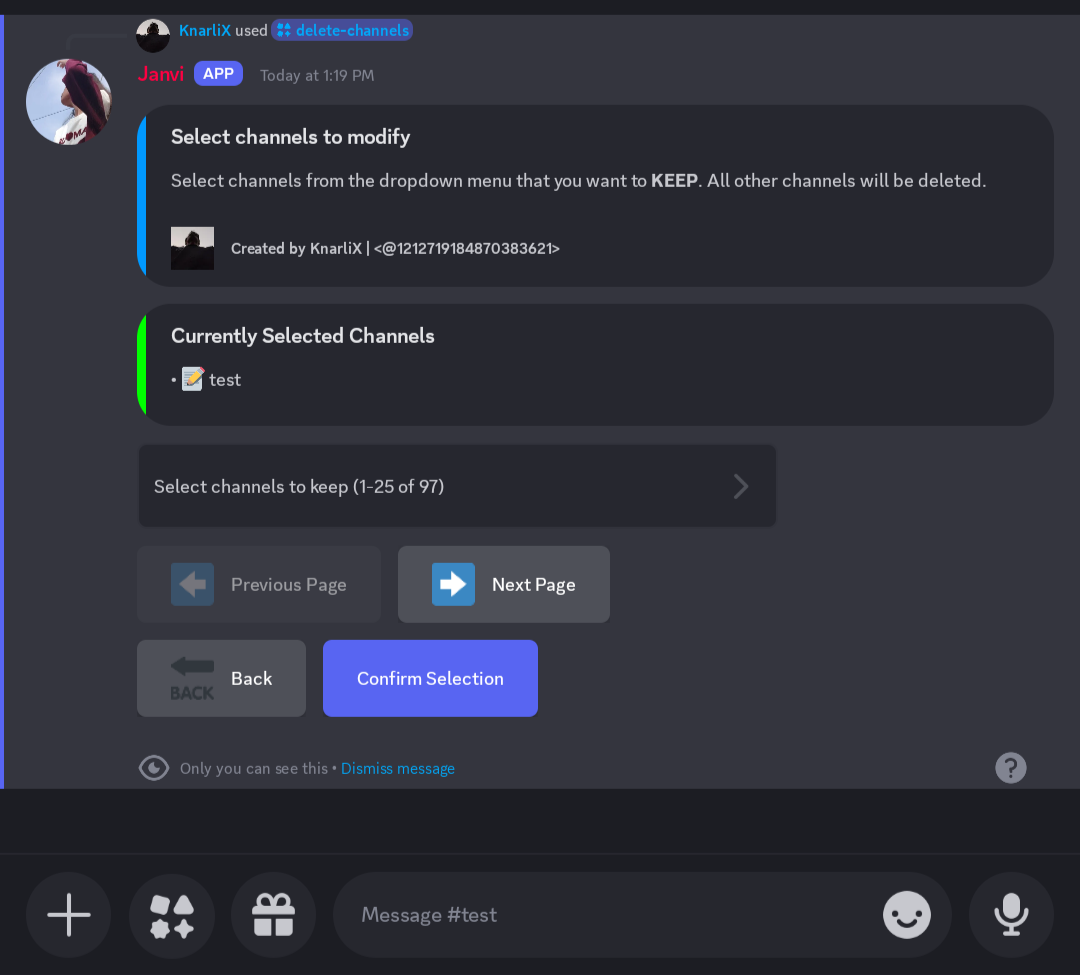 KnarliX used delete-channels
Janvi APP Today at 1:19 PM
Select channels to modify
Select channels from the dropdown menu that you want to KEEP. All other channels will be deleted.
Created by KnarliX | <@1212719184870383621>
Currently Selected Channels
• 📝 test
Select channels to keep (1-25 of 97)
Previous Page Next Page
BACK Back Confirm Selection
Only you can see this • Dismiss message
Message #test